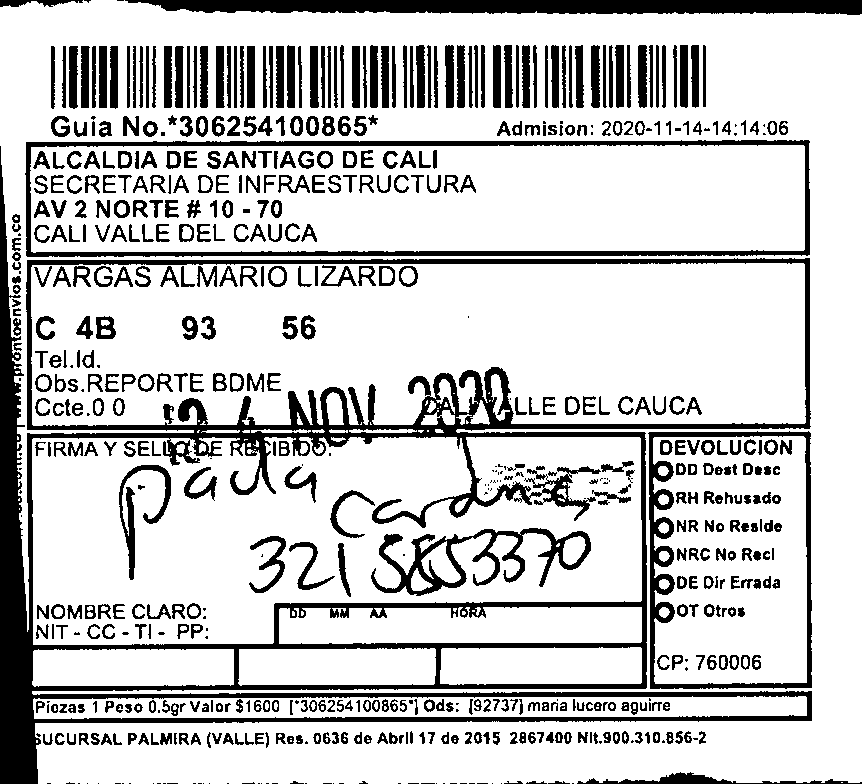 Guia No.*306254100865*
Admision: 2020-11-14-14:14:06
ALCALDIA DE SANTIAGO DE CALI
SECRETARIA DE INFRAESTRUCTURA
AV 2 NORTE # 10 - 70
CALI VALLE DEL CAUCA
www.prontoenvios.com.co
VARGAS ALMARIO LIZARDO
C 4B 93 56
Tel.Id.
Obs.REPORTE BDME
Ccte.0 0
CALI VALLE DEL CAUCA
NOV 2020
FIRMA Y SELLO DE RECIBIDO:
paula
NOMBRE CLARO:
NIT - CC - TI - PP:
DD MM AA HORA
DEVOLUCION
DD Dest Desc
RH Rehusado
NR No Reside
NRC No Recl
DE Dir Errada
OT Otros
CP: 760006
Piezas 1 Peso 0.5gr Valor $1600 [*306254100865*] Ods: [92737] maria lucero aguirre
SUCURSAL PALMIRA (VALLE) Res. 0636 de Abril 17 de 2015 2867400 Nit.900.310.856-2